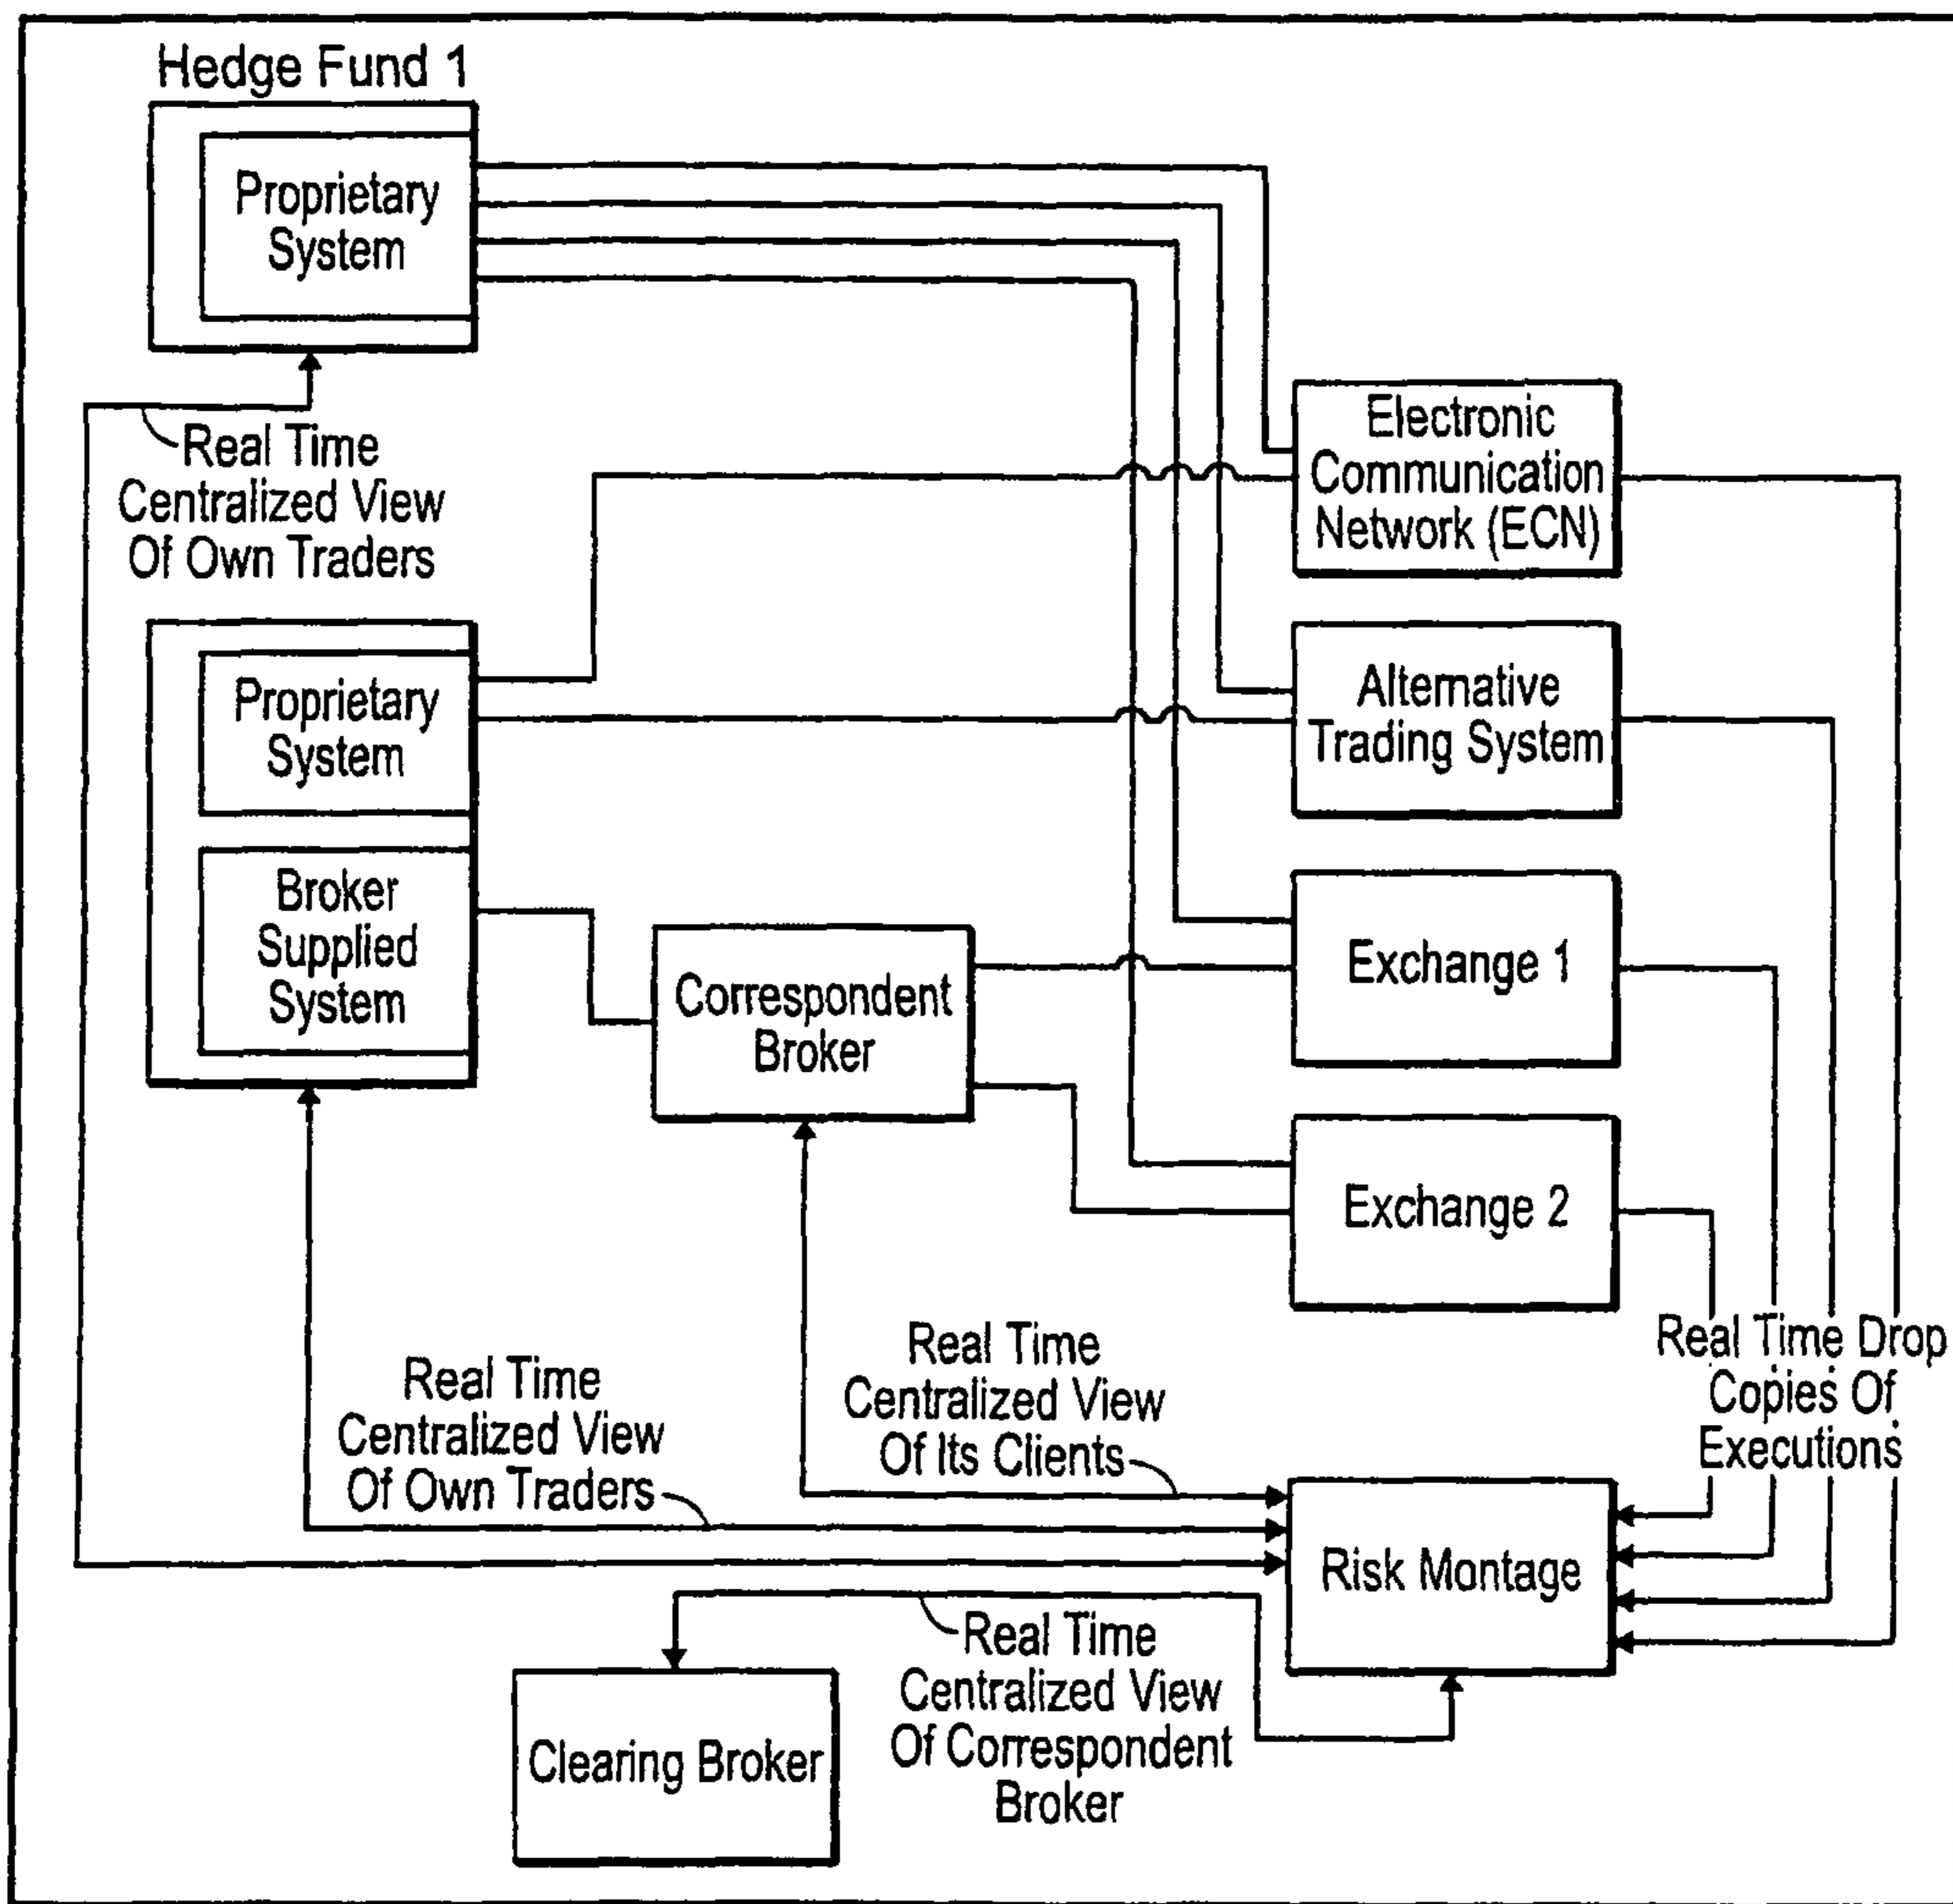 Hedge Fund 1
Proprietary
System
Real Time
Centralized View
Of Own Traders
Electronic
Communication
Network (ECN)
Proprietary
System
Alternative
Trading System
Broker
Supplied
System
Correspondent
Broker
Exchange 1
Exchange 2
Real Time Drop
Copies Of
Executions
Real Time
Centralized View
Of Its Clients
Real Time
Centralized View
Of Own Traders
Risk Montage
Real Time
Centralized View
Of Correspondent
Broker
Clearing Broker